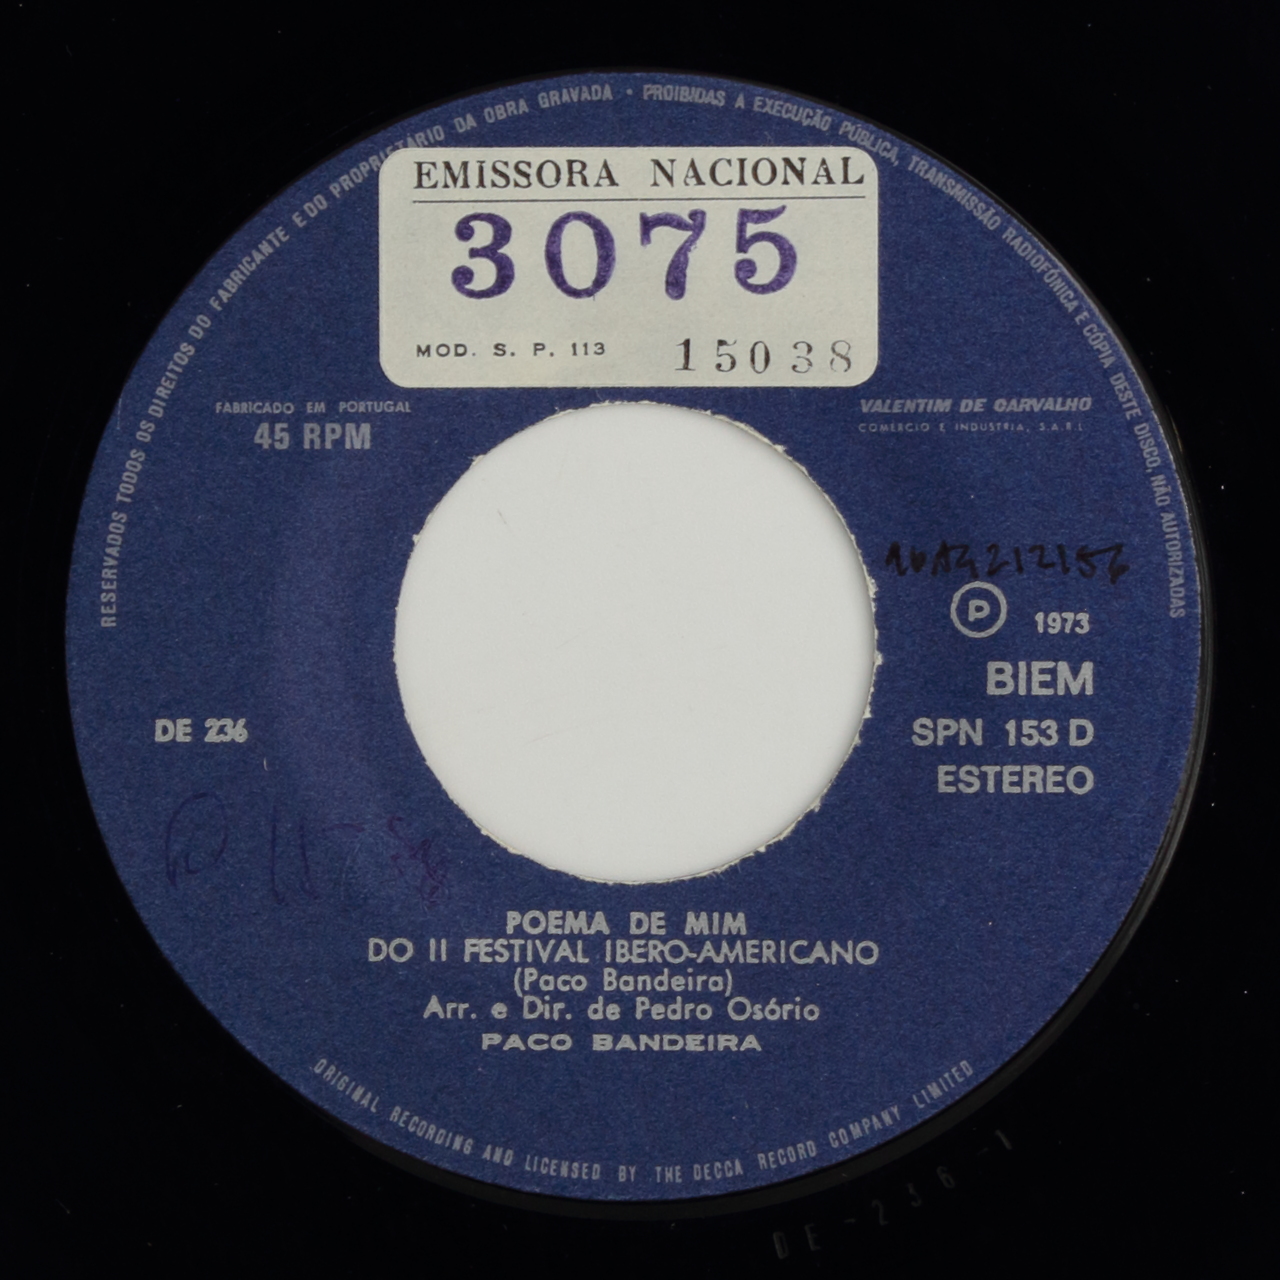 RESERVADOS TODOS OS DIREITOS DO FABRICANTE E DO PROPRIETÁRIO DA OBRA GRAVADA • PROIBIDAS A EXECUÇÃO PÚBLICA, TRANSMISSÃO RADIOFÓNICA E CÓPIA DESTE DISCO, NÃO AUTORIZADAS
EMISSORA NACIONAL
3075
MOD. S. P. 113 15038
FABRICADO EM PORTUGAL
45 RPM
VALENTIM DE CARVALHO
COMÉRCIO E INDÚSTRIA, S.A.R.L.
Ⓟ 1973
BIEM
DE 236
SPN 153 D
ESTEREO
POEMA DE MIM
DO II FESTIVAL IBERO-AMERICANO
(Paco Bandeira)
Arr. e Dir. de Pedro Osório
PACO BANDEIRA
ORIGINAL RECORDING AND LICENSED BY THE DECCA RECORD COMPANY LIMITED
DE-236-1